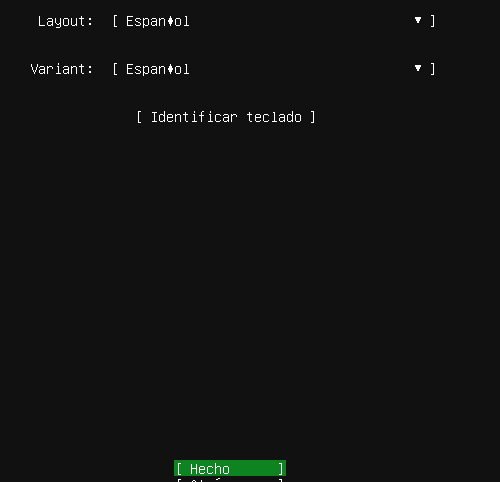 Layout: [ Espan♦ol ▼ ]
Variant: [ Espan♦ol ▼ ]
[ Identificar teclado ]
[ Hecho ]